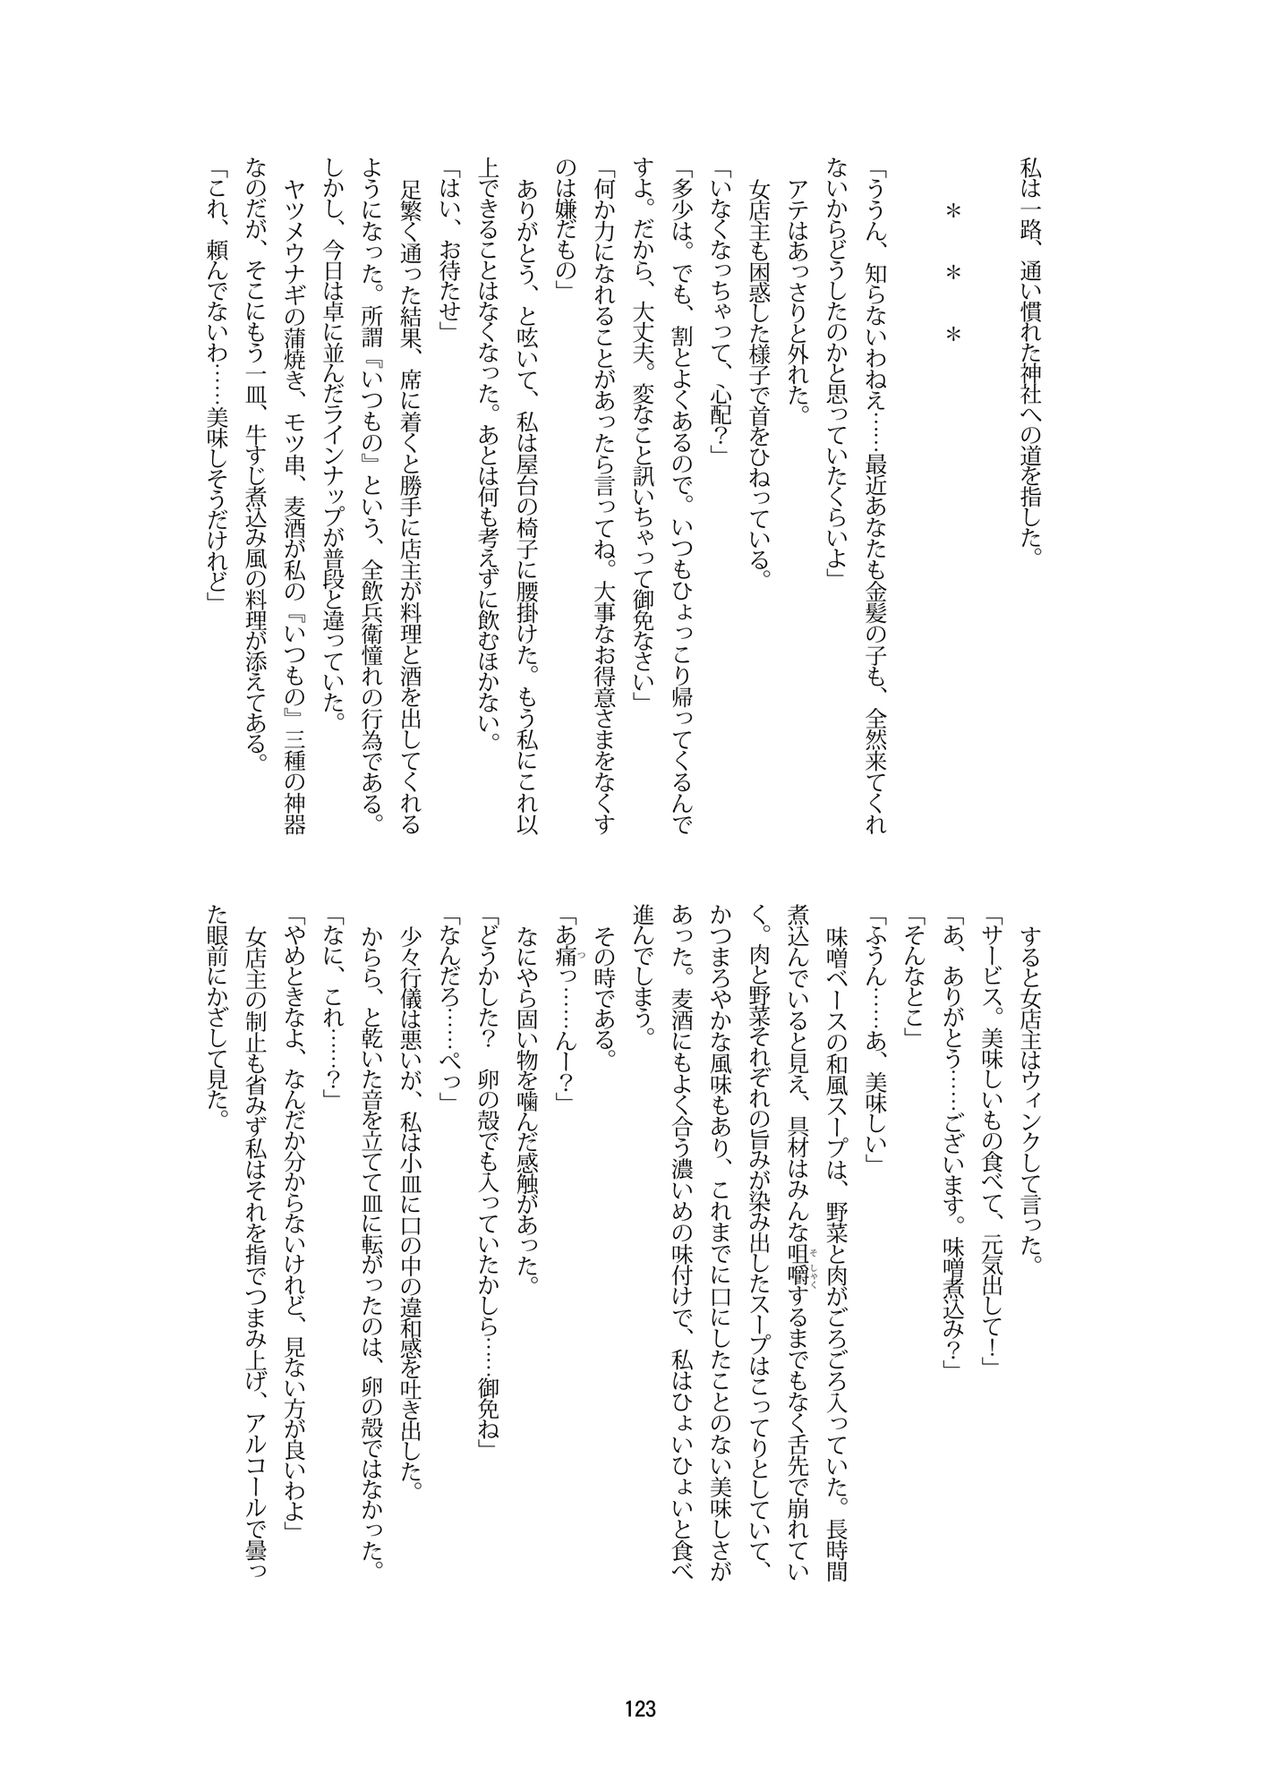 私は一路、通い慣れた神社への道を指した。
＊　＊　＊
「ううん、知らないわねえ……最近あなたも金髪の子も、全然来てくれ
ないからどうしたのかと思っていたくらいよ」
アテはあっさりと外れた。
女店主も困惑した様子で首をひねっている。
「いなくなっちゃって、心配？」
「多少は。でも、割とよくあるので。いつもひょっこり帰ってくるんで
すよ。だから、大丈夫。変なこと訊いちゃって御免なさい」
「何か力になれることがあったら言ってね。大事なお得意さまをなくす
のは嫌だもの」
ありがとう、と呟いて、私は屋台の椅子に腰掛けた。もう私にこれ以
上できることはなくなった。あとは何も考えずに飲むほかない。
「はい、お待たせ」
足繁く通った結果、席に着くと勝手に店主が料理と酒を出してくれる
ようになった。所謂『いつもの』という、全飲兵衛憧れの行為である。
しかし、今日は卓に並んだラインナップが普段と違っていた。
ヤツメウナギの蒲焼き、モツ串、麦酒が私の『いつもの』三種の神器
なのだが、そこにもう一皿、牛すじ煮込み風の料理が添えてある。
「これ、頼んでないわ……美味しそうだけれど」
すると女店主はウィンクして言った。
「サービス。美味しいもの食べて、元気出して！」
「あ、ありがとう……ございます。味噌煮込み？」
「そんなとこ」
「ふうん……あ、美味しい」
味噌ベースの和風スープは、野菜と肉がごろごろ入っていた。長時間
煮込んでいると見え、具材はみんな咀嚼するまでもなく舌先で崩れてい
く。肉と野菜それぞれの旨みが染み出したスープはこってりとしていて、
かつまろやかな風味もあり、これまでに口にしたことのない美味しさが
あった。麦酒にもよく合う濃いめの味付けで、私はひょいひょいと食べ
進んでしまう。
その時である。
「あ痛っ……んー？」
なにやら固い物を噛んだ感触があった。
「どうかした？　卵の殻でも入っていたかしら……御免ね」
「なんだろ……ぺっ」
少々行儀は悪いが、私は小皿に口の中の違和感を吐き出した。
からら、と乾いた音を立てて皿に転がったのは、卵の殻ではなかった。
「なに、これ……？」
「やめときなよ、なんだか分からないけれど、見ない方が良いわよ」
女店主の制止も省みず私はそれを指でつまみ上げ、アルコールで曇っ
た眼前にかざして見た。
123